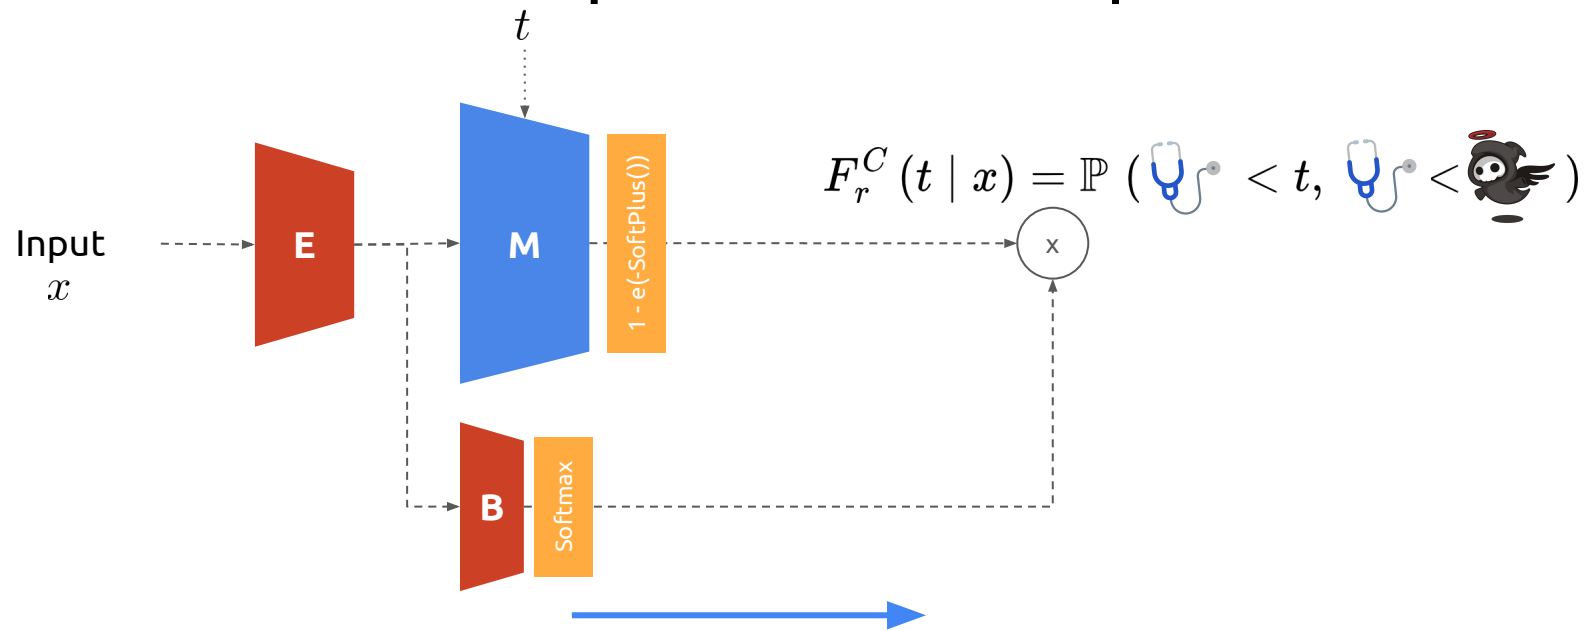 t
F_r^C (t | x) = ℙ ( < t, < )
Input
x
E
M
1 - e(-SoftPlus())
x
B
Softmax